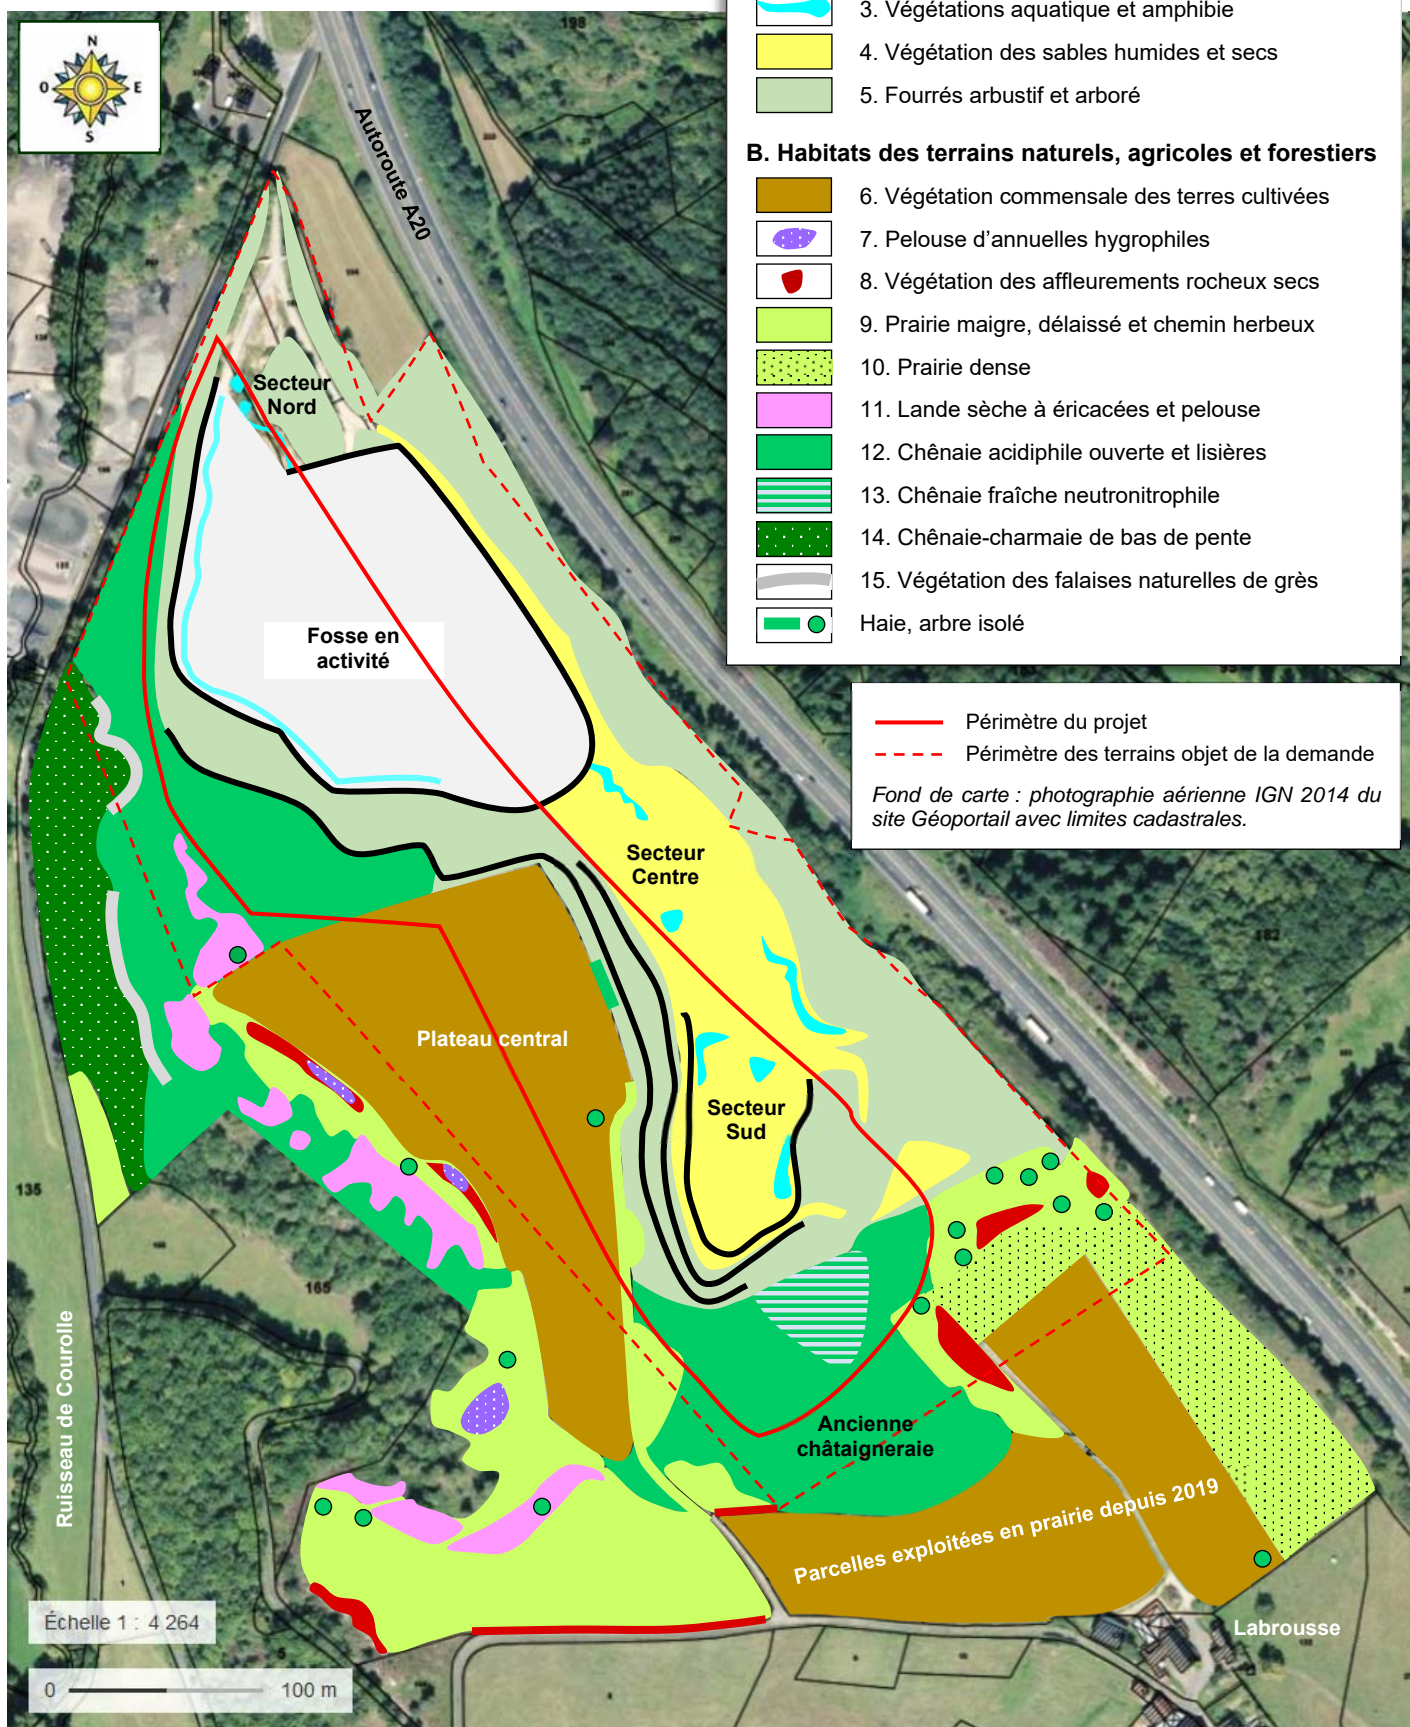 3. Végétations aquatique et amphibie
4. Végétation des sables humides et secs
5. Fourrés arbustif et arboré
B. Habitats des terrains naturels, agricoles et forestiers
6. Végétation commensale des terres cultivées
7. Pelouse d’annuelles hygrophiles
8. Végétation des affleurements rocheux secs
9. Prairie maigre, délaissé et chemin herbeux
10. Prairie dense
11. Lande sèche à éricacées et pelouse
12. Chênaie acidiphile ouverte et lisières
13. Chênaie fraîche neutronitrophile
14. Chênaie-charmaie de bas de pente
15. Végétation des falaises naturelles de grès
Haie, arbre isolé
Périmètre du projet
Périmètre des terrains objet de la demande
Fond de carte : photographie aérienne IGN 2014 du
site Géoportail avec limites cadastrales.
N
O
E
S
198
Autoroute A20
Secteur
Nord
Fosse en
activité
Secteur
Centre
182
Plateau central
Secteur
Sud
135
165
Ruisseau de Courolle
Ancienne
châtaigneraie
Parcelles exploitées en prairie depuis 2019
Labrousse
Échelle 1 : 4 264
0
100 m